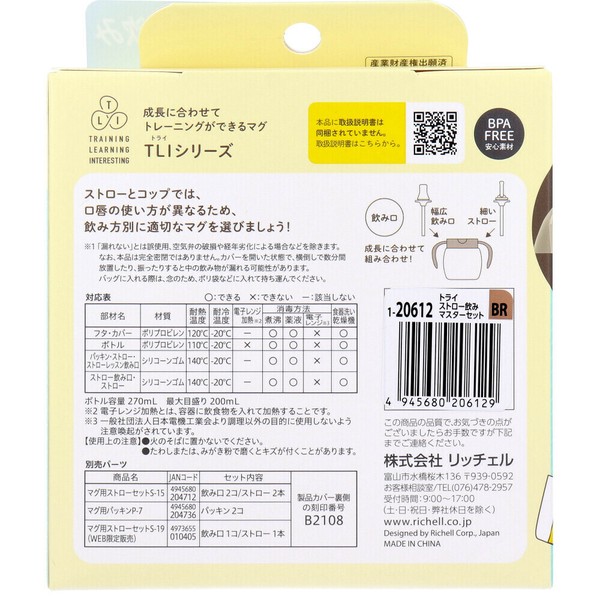 飲み
産業財産権出願済
TLI
TRAINING
LEARNING
INTERESTING
成長に合わせて
トレーニングができるマグ
トライ
TLIシリーズ
本品に取扱説明書は
同梱されていません。
取扱説明書はこちらから。
BPA
FREE
安心素材
ストローとコップでは、
口唇の使い方が異なるため、
飲み方別に適切なマグを選びましょう!
飲み口
幅広
飲み口
細い
ストロー
成長に合わせて
組み合わせ!
※1「漏れない」とは誤使用、空気弁の破損や経年劣化による場合などを除きます。
なお、本品は完全密閉ではありません。カバーを開いた状態で、横倒しで数分間
放置したり、振ったりすると中の飲み物が漏れる可能性があります。
バッグに入れる際は、念のため、ポリ袋などに入れて持ち運んでください。
対応表 〇:できる ×:できない ー:該当しない
部材名 材質 耐熱温度 耐冷温度 電子レンジ加熱※2 消毒方法 煮沸 薬液 電子レンジ※3 食器洗い乾燥機
フタ・カバー ポリプロピレン 120℃ -20℃ ー 〇 〇 × 〇
ボトル ポリプロピレン 110℃ -20℃ × 〇 〇 × 〇
パッキン・ストロー・ストローレッスン飲み口 シリコーンゴム 140℃ -20℃ ー 〇 〇 × 〇
ストロー飲み口・ストロー シリコーンゴム 140℃ -20℃ ー 〇 〇 × 〇
ボトル容量 270mL 最大目盛り 200mL
※2 電子レンジ加熱とは、容器に飲食物を入れて加熱することです。
※3 一般社団法人日本電機工業会より調理以外の目的に使用しないよう
注意喚起がされています。
【使用上の注意】●火のそばに置かないでください。
●たわしまたは、みがき粉で磨くとキズが付くことがあります。
別売パーツ
品名 JANコード セット内容
マグ用ストローセットS-15 4945680 204712 飲み口 2コ/ストロー 2本
マグ用パッキンP-7 4945680 204736 パッキン 2コ
マグ用ストローセットS-19 (WEB限定販売) 4973655 010405 飲み口 1コ/ストロー 1本
製品カバー裏側
の刻印番号
B2108
1-20612
トライ
ストロー飲み
マスターセット
BR
4 945680 206129
この商品の品質で、お気づきの点が
ございましたらお手数ですが下記
までご連絡ください。
株式会社 リッチェル
富山市水橋桜木136 〒939-0592
お客様相談室 TEL(076)478-2957
受付時間:9:00~17:00
(土・日・祝日・弊社休業日を除く)
www.richell.co.jp
Designed by Richell Corp., Japan
MADE IN CHINA